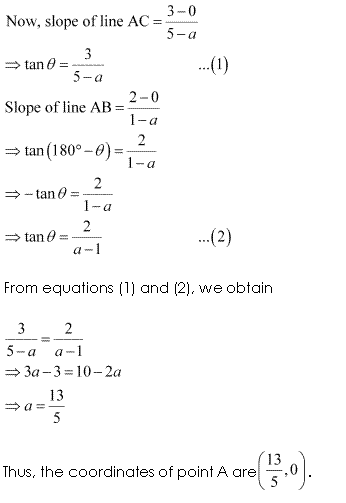 Now, slope of line AC = (3−0)/(5−a)
⇒ tan θ = 3/(5−a) ...(1)
Slope of line AB = (2−0)/(1−a)
⇒ tan(180°−θ) = 2/(1−a)
⇒ −tan θ = 2/(1−a)
⇒ tan θ = 2/(a−1) ...(2)
From equations (1) and (2), we obtain
3/(5−a) = 2/(a−1)
⇒ 3a−3 = 10−2a
⇒ a = 13/5
Thus, the coordinates of point A are (13/5, 0).